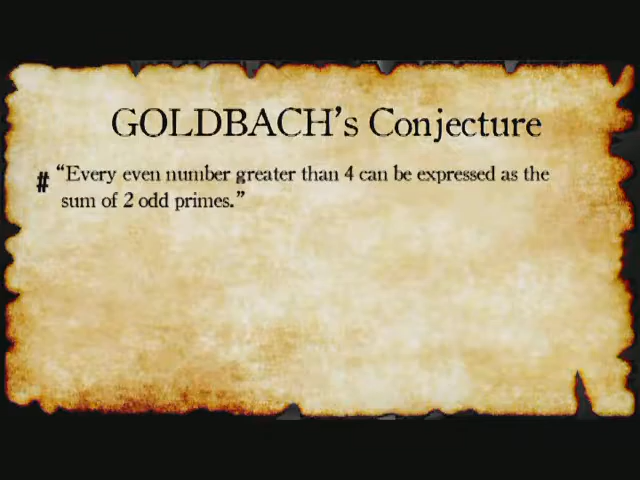 GOLDBACH's Conjecture
# “Every even number greater than 4 can be expressed as the
sum of 2 odd primes.”